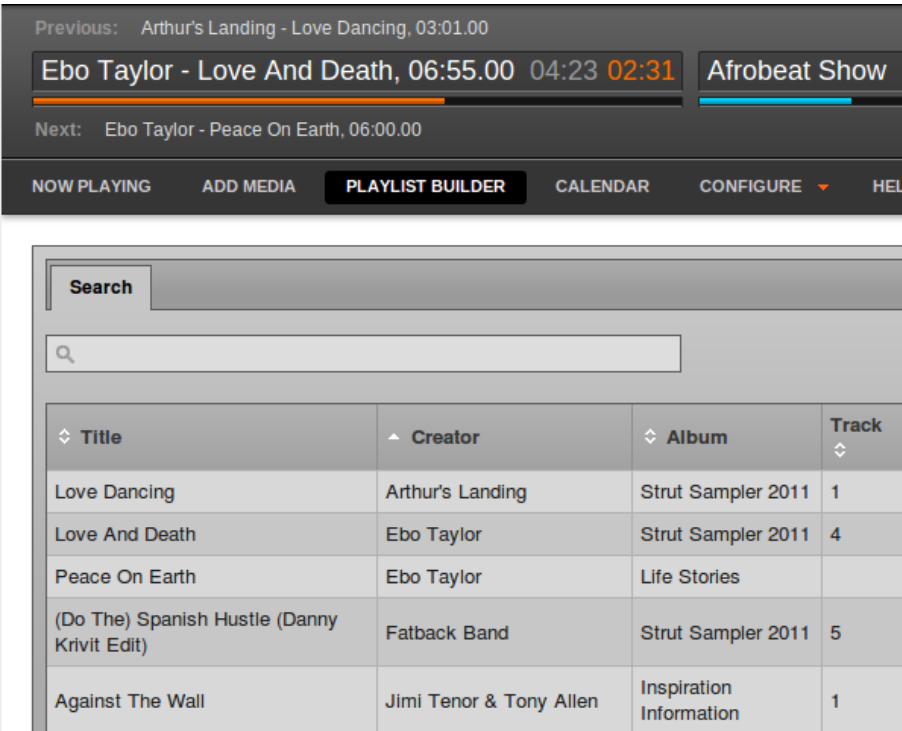 Previous: Arthur's Landing - Love Dancing, 03:01.00
Ebo Taylor - Love And Death, 06:55.00 04:23 02:31 Afrobeat Show
Next: Ebo Taylor - Peace On Earth, 06:00.00
NOW PLAYING ADD MEDIA PLAYLIST BUILDER CALENDAR CONFIGURE HEL
Search
Title Creator Album Track
Love Dancing Arthur's Landing Strut Sampler 2011 1
Love And Death Ebo Taylor Strut Sampler 2011 4
Peace On Earth Ebo Taylor Life Stories
(Do The) Spanish Hustle (Danny
Krivit Edit) Fatback Band Strut Sampler 2011 5
Against The Wall Jimi Tenor & Tony Allen Inspiration
Information 1